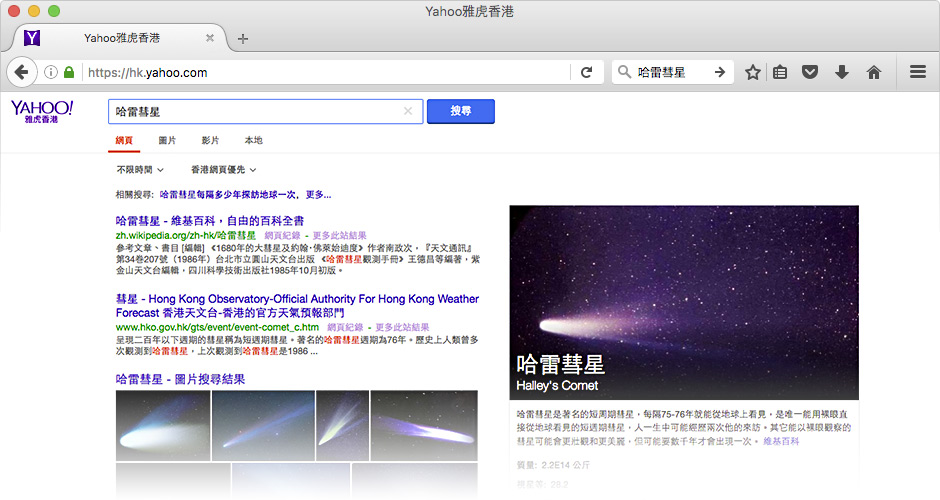 Yahoo雅虎香港
Yahoo雅虎香港
https://hk.yahoo.com
哈雷彗星
YAHOO!
雅虎香港
哈雷彗星
搜尋
網頁 圖片 影片 本地
不限時間 香港網頁優先
相關搜尋: 哈雷彗星每隔多少年探訪地球一次, 更多...
哈雷彗星 - 維基百科，自由的百科全書
zh.wikipedia.org/zh-hk/哈雷彗星 網頁紀錄 - 更多此站結果
參考文章、書目 [編輯] 《1680年的大彗星及約翰·佛萊始迪度》 作者南政次，『天文通訊』
第34卷207號（1986年）台北市立圓山天文台出版 《哈雷彗星觀測手冊》王德昌等編著，紫
金山天文台編輯，四川科學技術出版社1985年10月初版。
彗星 - Hong Kong Observatory-Official Authority For Hong Kong Weather
Forecast 香港天文台-香港的官方天氣預報部門
www.hko.gov.hk/gts/event/event-comet_c.htm 網頁紀錄 - 更多此站結果
呈現二百年以下週期的彗星稱為短週期彗星。著名的哈雷彗星週期為76年。歷史上人類曾多
次觀測到哈雷彗星，上次觀測到哈雷彗星是1986 ...
哈雷彗星 - 圖片搜尋結果
哈雷彗星
Halley's Comet
哈雷彗星是著名的短周期彗星，每隔75-76年就能從地球上看見。是唯一能用裸眼直
接從地球看見的短週期彗星，人一生中可能經歷兩次他的來訪。其它能以裸眼觀察的
彗星可能會更壯觀和更美麗，但可能要數千年才會出現一次。 維基百科
質量: 2.2E14 公斤
視星等: 28.2